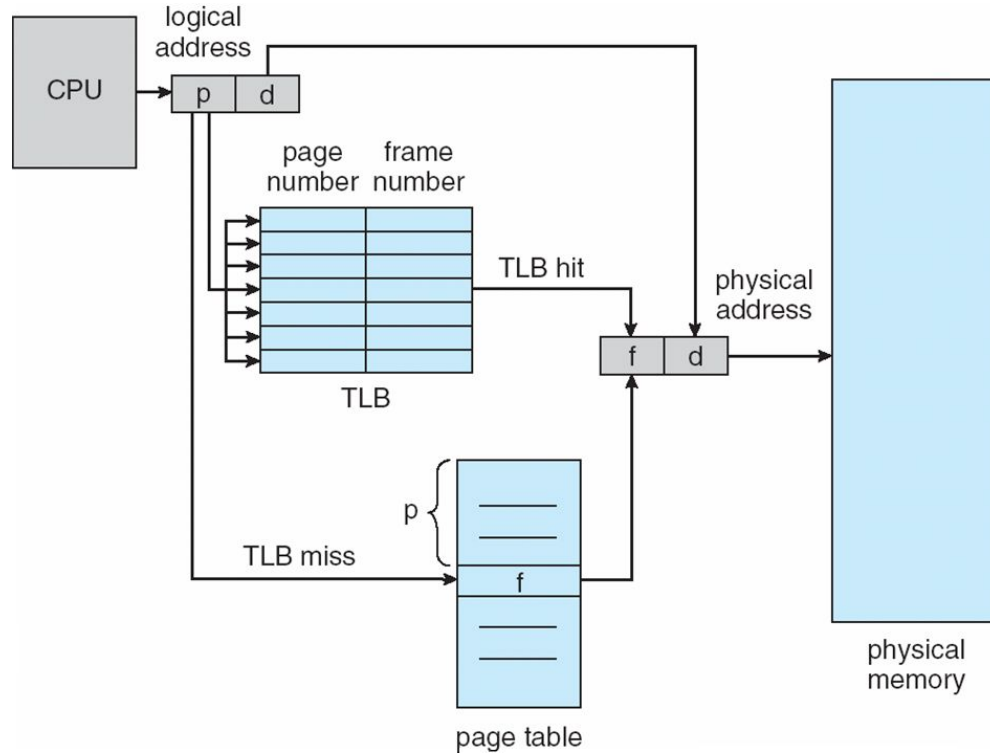 logical
address
CPU
p
d
page
number
frame
number
TLB hit
physical
address
f
d
TLB
p
TLB miss
f
page table
physical
memory